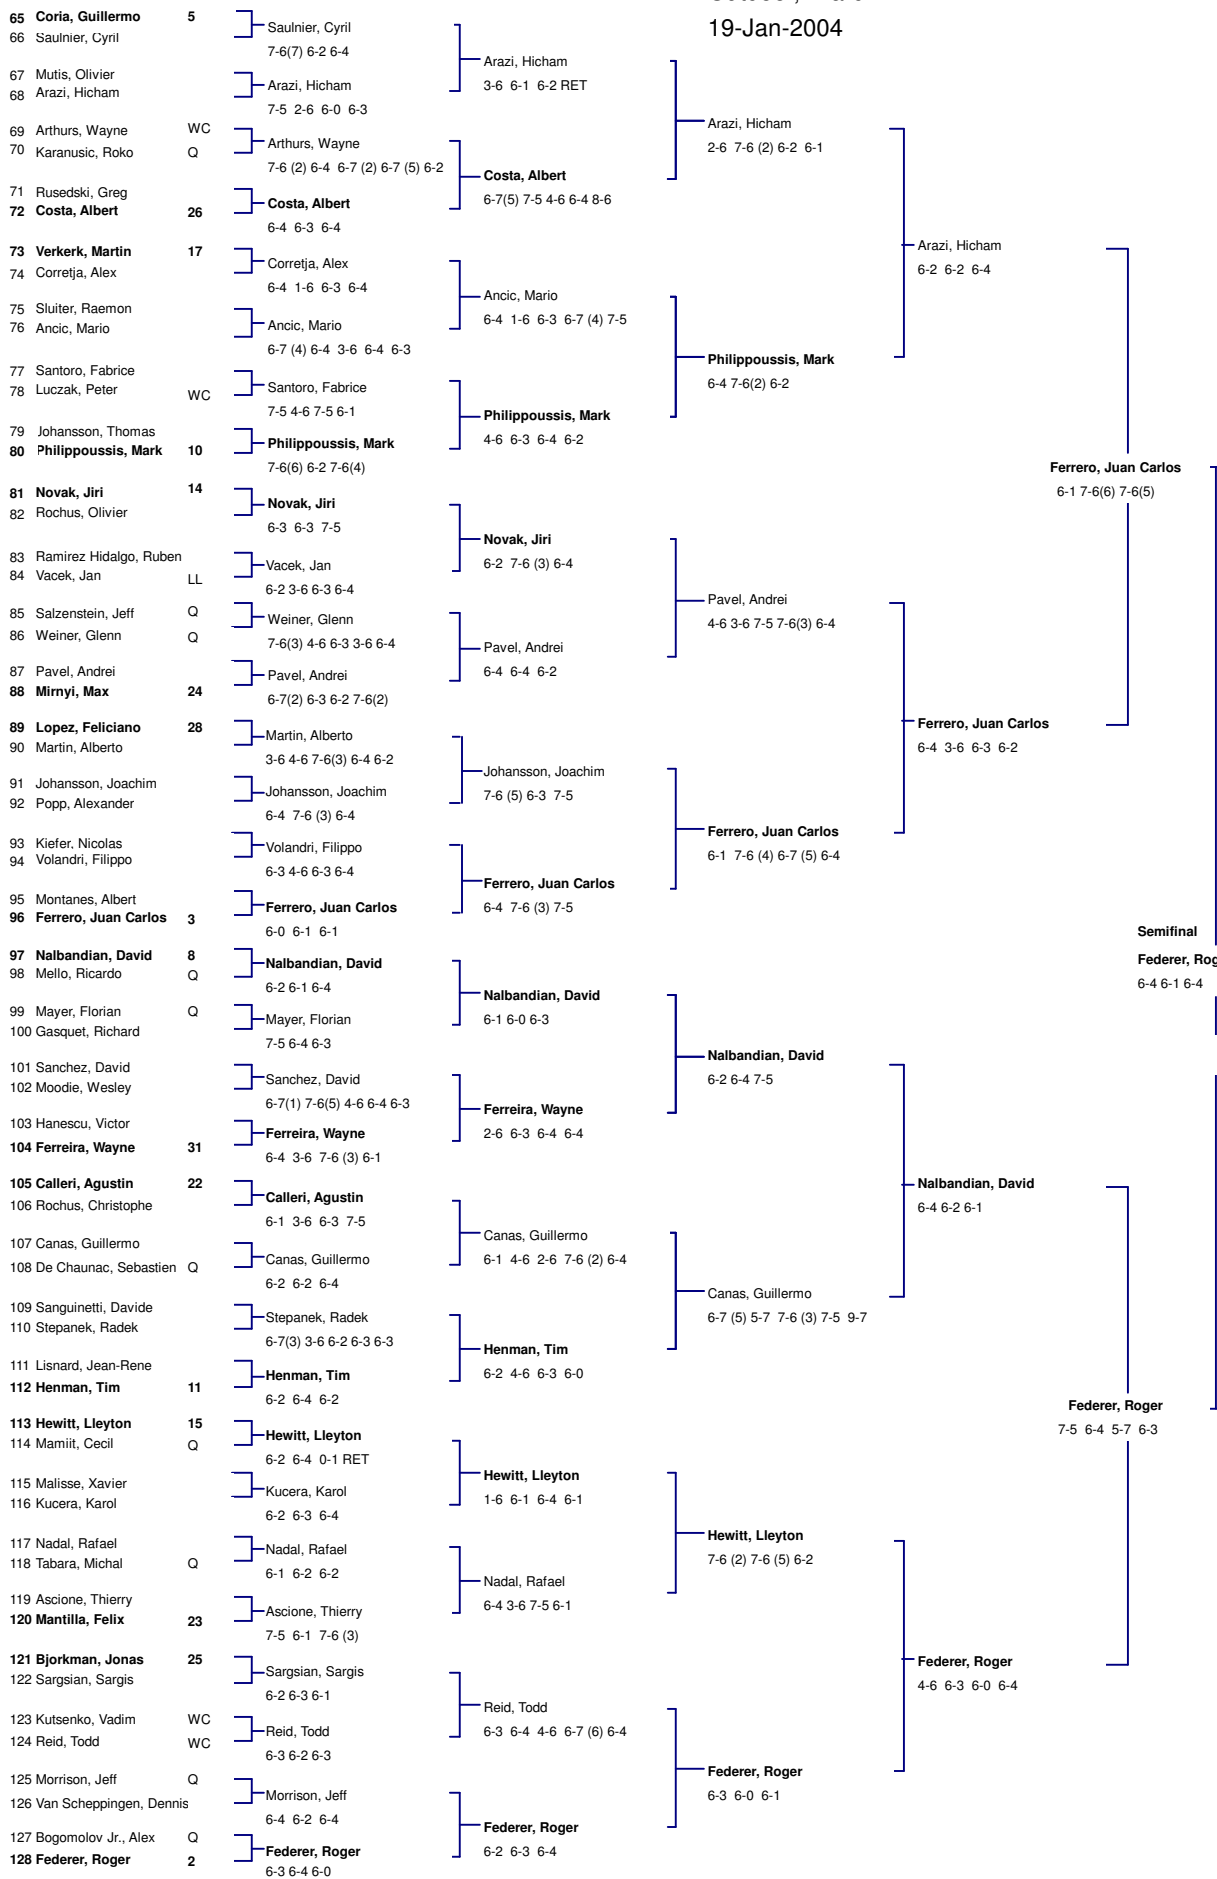 19-Jan-2004
65 Coria, Guillermo 5
66 Saulnier, Cyril
67 Mutis, Olivier
68 Arazi, Hicham
69 Arthurs, Wayne WC
70 Karanusic, Roko Q
71 Rusedski, Greg
72 Costa, Albert 26
73 Verkerk, Martin 17
74 Corretja, Alex
75 Sluiter, Raemon
76 Ancic, Mario
77 Santoro, Fabrice
78 Luczak, Peter WC
79 Johansson, Thomas
80 Philippoussis, Mark 10
81 Novak, Jiri 14
82 Rochus, Olivier
83 Ramirez Hidalgo, Ruben
84 Vacek, Jan LL
85 Salzenstein, Jeff Q
86 Weiner, Glenn Q
87 Pavel, Andrei
88 Mirnyi, Max 24
89 Lopez, Feliciano 28
90 Martin, Alberto
91 Johansson, Joachim
92 Popp, Alexander
93 Kiefer, Nicolas
94 Volandri, Filippo
95 Montanes, Albert
96 Ferrero, Juan Carlos 3
97 Nalbandian, David 8
98 Mello, Ricardo Q
99 Mayer, Florian Q
100 Gasquet, Richard
101 Sanchez, David
102 Moodie, Wesley
103 Hanescu, Victor
104 Ferreira, Wayne 31
105 Calleri, Agustin 22
106 Rochus, Christophe
107 Canas, Guillermo
108 De Chaunac, Sebastien Q
109 Sanguinetti, Davide
110 Stepanek, Radek
111 Lisnard, Jean-Rene
112 Henman, Tim 11
113 Hewitt, Lleyton 15
114 Mamiit, Cecil Q
115 Malisse, Xavier
116 Kucera, Karol
117 Nadal, Rafael
118 Tabara, Michal Q
119 Ascione, Thierry
120 Mantilla, Felix 23
121 Bjorkman, Jonas 25
122 Sargsian, Sargis
123 Kutsenko, Vadim WC
124 Reid, Todd WC
125 Morrison, Jeff Q
126 Van Scheppingen, Dennis
127 Bogomolov Jr., Alex Q
128 Federer, Roger 2
Saulnier, Cyril
7-6(7) 6-2 6-4
Arazi, Hicham
7-5 2-6 6-0 6-3
Arthurs, Wayne
7-6 (2) 6-4 6-7 (2) 6-7 (5) 6-2
Costa, Albert
6-4 6-3 6-4
Corretja, Alex
6-4 1-6 6-3 6-4
Ancic, Mario
6-7 (4) 6-4 3-6 6-4 6-3
Santoro, Fabrice
7-5 4-6 7-5 6-1
Philippoussis, Mark
7-6(6) 6-2 7-6(4)
Novak, Jiri
6-3 6-3 7-5
Vacek, Jan
6-2 3-6 6-3 6-4
Weiner, Glenn
7-6(3) 4-6 6-3 3-6 6-4
Pavel, Andrei
6-7(2) 6-3 6-2 7-6(2)
Martin, Alberto
3-6 4-6 7-6(3) 6-4 6-2
Johansson, Joachim
6-4 7-6 (3) 6-4
Volandri, Filippo
6-3 4-6 6-3 6-4
Ferrero, Juan Carlos
6-0 6-1 6-1
Nalbandian, David
6-2 6-1 6-4
Mayer, Florian
7-5 6-4 6-3
Sanchez, David
6-7(1) 7-6(5) 4-6 6-4 6-3
Ferreira, Wayne
6-4 3-6 7-6 (3) 6-1
Calleri, Agustin
6-1 3-6 6-3 7-5
Canas, Guillermo
6-2 6-2 6-4
Stepanek, Radek
6-7(3) 3-6 6-2 6-3 6-3
Henman, Tim
6-2 6-4 6-2
Hewitt, Lleyton
6-2 6-4 0-1 RET
Kucera, Karol
6-2 6-3 6-4
Nadal, Rafael
6-1 6-2 6-2
Ascione, Thierry
7-5 6-1 7-6 (3)
Sargsian, Sargis
6-2 6-3 6-1
Reid, Todd
6-3 6-2 6-3
Morrison, Jeff
6-4 6-2 6-4
Federer, Roger
6-3 6-4 6-0
Arazi, Hicham
3-6 6-1 6-2 RET
Costa, Albert
6-7(5) 7-5 4-6 6-4 8-6
Ancic, Mario
6-4 1-6 6-3 6-7 (4) 7-5
Philippoussis, Mark
4-6 6-3 6-4 6-2
Novak, Jiri
6-2 7-6 (3) 6-4
Pavel, Andrei
6-4 6-4 6-2
Johansson, Joachim
7-6 (5) 6-3 7-5
Ferrero, Juan Carlos
6-4 7-6 (3) 7-5
Nalbandian, David
6-1 6-0 6-3
Ferreira, Wayne
2-6 6-3 6-4 6-4
Canas, Guillermo
6-1 4-6 2-6 7-6 (2) 6-4
Henman, Tim
6-2 4-6 6-3 6-0
Hewitt, Lleyton
1-6 6-1 6-4 6-1
Nadal, Rafael
6-4 3-6 7-5 6-1
Reid, Todd
6-3 6-4 4-6 6-7 (6) 6-4
Federer, Roger
6-2 6-3 6-4
Arazi, Hicham
2-6 7-6 (2) 6-2 6-1
Philippoussis, Mark
6-4 7-6(2) 6-2
Pavel, Andrei
4-6 3-6 7-5 7-6(3) 6-4
Ferrero, Juan Carlos
6-1 7-6 (4) 6-7 (5) 6-4
Nalbandian, David
6-2 6-4 7-5
Canas, Guillermo
6-7 (5) 5-7 7-6 (3) 7-5 9-7
Hewitt, Lleyton
7-6 (2) 7-6 (5) 6-2
Federer, Roger
6-3 6-0 6-1
Arazi, Hicham
6-2 6-2 6-4
Ferrero, Juan Carlos
6-4 3-6 6-3 6-2
Nalbandian, David
6-4 6-2 6-1
Federer, Roger
4-6 6-3 6-0 6-4
Ferrero, Juan Carlos
6-1 7-6(6) 7-6(5)
Federer, Roger
7-5 6-4 5-7 6-3
Semifinal
Federer, Rog
6-4 6-1 6-4